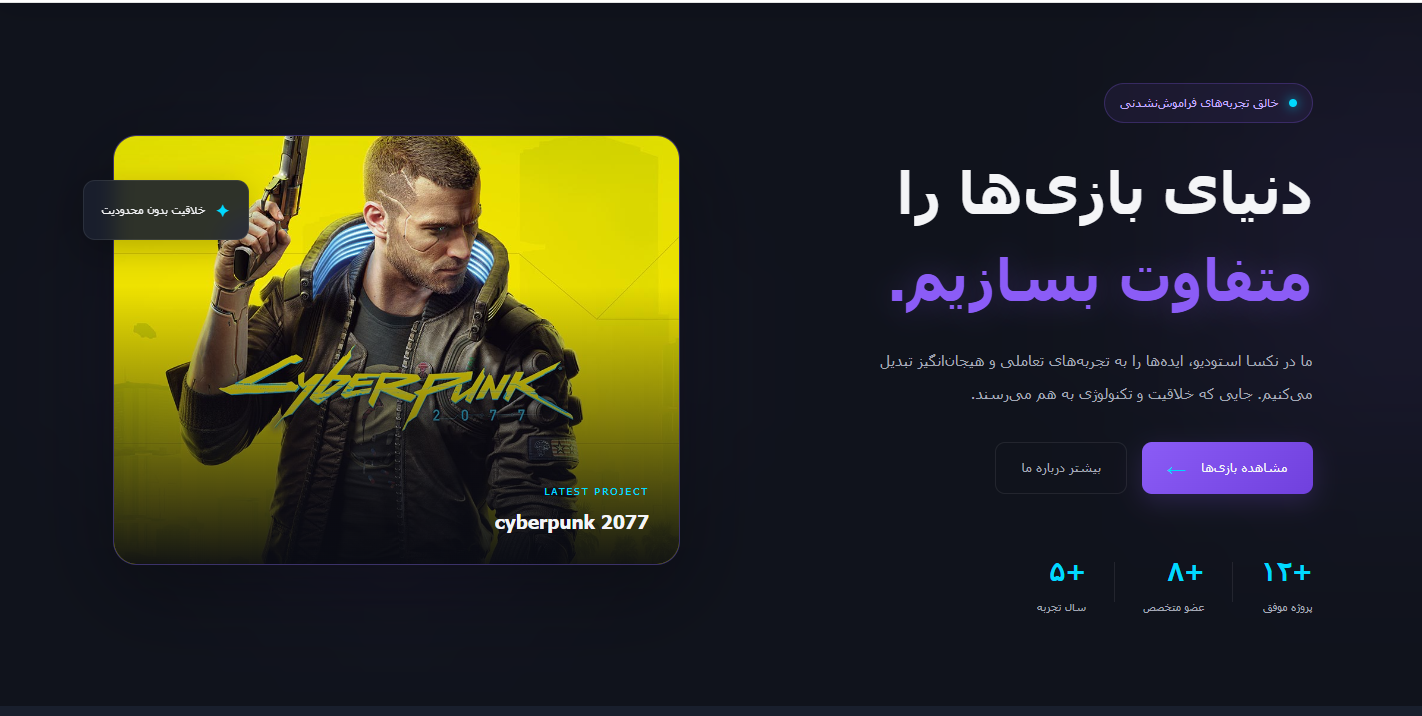 خالق تجربه‌های فراموش‌نشدنی
دنیای بازی‌ها را
متفاوت بسازیم.
ما در نکسا استودیو، ایده‌ها را به تجربه‌های تعاملی و هیجان‌انگیز تبدیل
می‌کنیم. جایی که خلاقیت و تکنولوژی به هم می‌رسند.
مشاهده بازی‌ها ←
بیشتر درباره ما
+۱۲
پروژه موفق
+۸
عضو متخصص
+۵
سال تجربه
✦ خلاقیت بدون محدودیت
Cyberpunk
2077
LATEST PROJECT
cyberpunk 2077